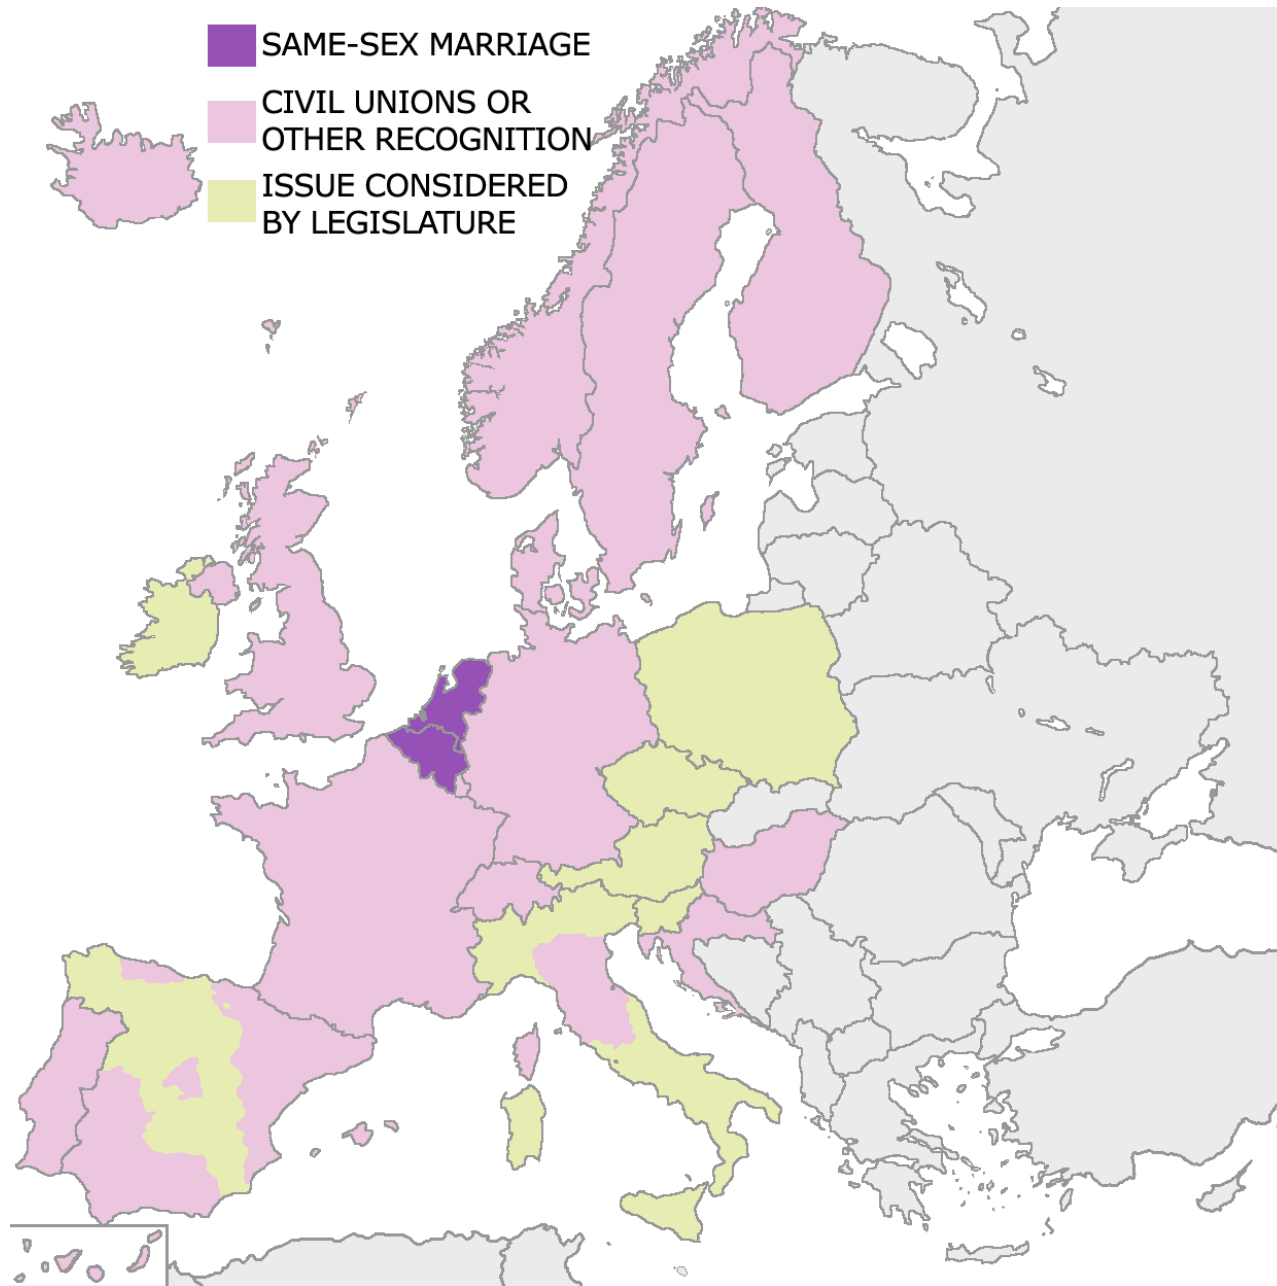 SAME-SEX MARRIAGE
CIVIL UNIONS OR
OTHER RECOGNITION
ISSUE CONSIDERED
BY LEGISLATURE